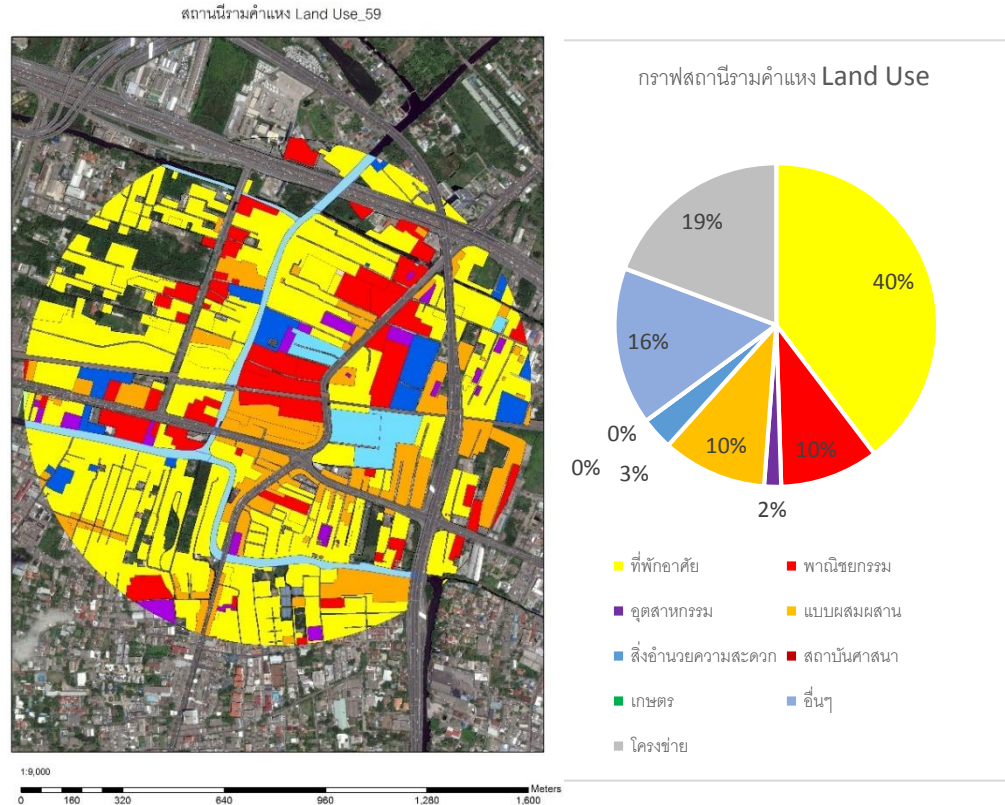 สถานนีรามคำแหง Land Use_59
1:9,000
0 160 320 640 960 1,280 1,600 Meters
กราฟสถานีรามคำแหง Land Use
19%
40%
16%
0%
0%
3%
10%
10%
2%
ที่พักอาศัย
พาณิชยกรรม
อุตสาหกรรม
แบบผสมผสาน
สิ่งอำนวยความสะดวก
สถาบันศาสนา
เกษตร
อื่นๆ
โครงข่าย